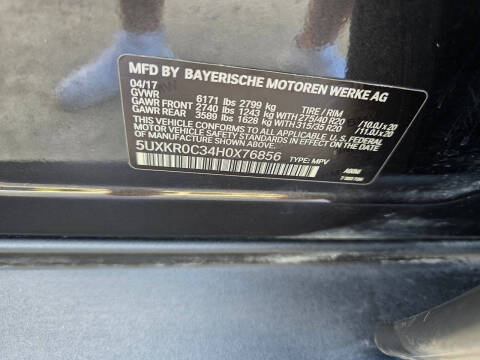 MFD BY BAYERISCHE MOTOREN WERKE AG
04/17
GVWR 6171 lbs 2799 kg TIRE / RIM
GAWR FRONT 2740 lbs 1243 kg WITH 275/40 R20 /10.0J x 20
GAWR REAR 3589 lbs 1628 kg WITH 315/35 R20 /11.0J x 20
THIS VEHICLE CONFORMS TO ALL APPLICABLE FEDERAL MOTOR
VEHICLE SAFETY STANDARDS IN EFFECT ON THE DATE OF
MANUFACTURE SHOWN ABOVE.
5UXKR0C34H0X76856 TYPE: MPV